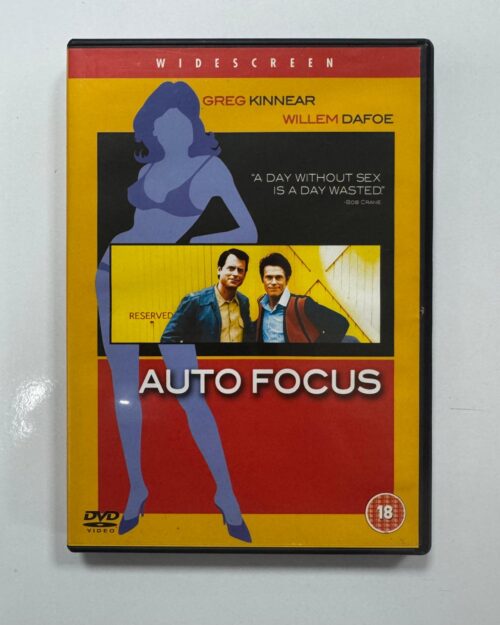 WIDESCREEN
GREG KINNEAR
WILLEM DAFOE
"A DAY WITHOUT SEX
IS A DAY WASTED."
-BOB CRANE
RESERVED
AUTO FOCUS
DVD
VIDEO
18